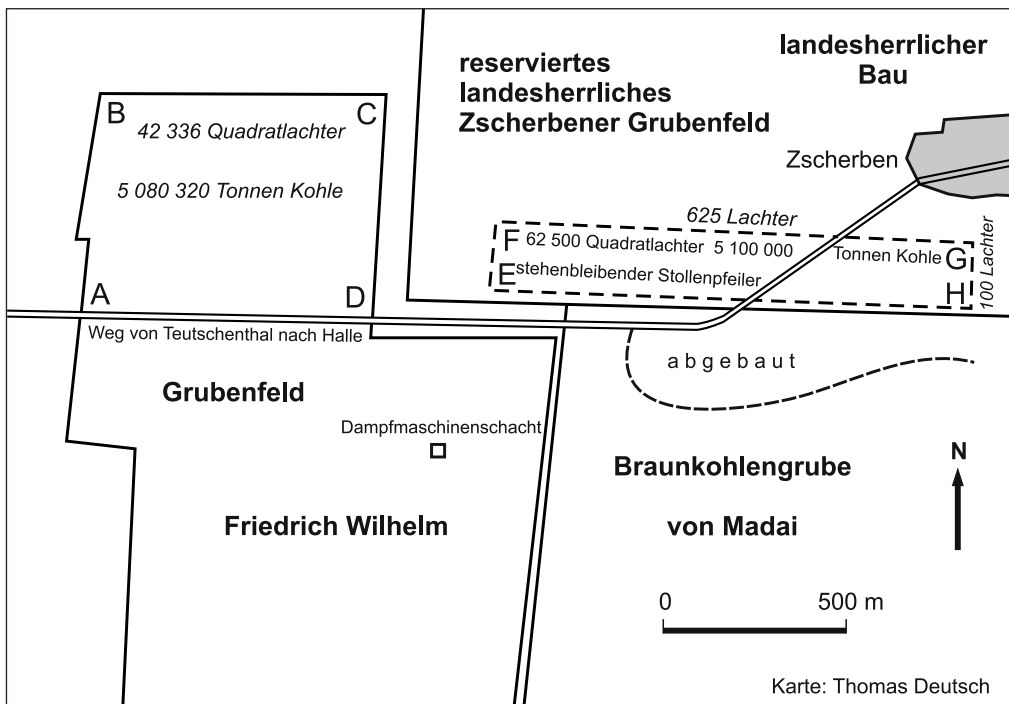 landesherrlicher
Bau
reserviertes
landesherrliches
Zscherbener Grubenfeld
B
C
42 336 Quadratlachter
5 080 320 Tonnen Kohle
Zscherben
625 Lachter
F 62 500 Quadratlachter 5 100 000 Tonnen Kohle G
E stehenbleibender Stollenpfeiler
H
100 Lachter
A
D
Weg von Teutschenthal nach Halle
abgebaut
Grubenfeld
Dampfmaschinenschacht
Friedrich Wilhelm
Braunkohlengrube
von Madai
N
0 500 m
Karte: Thomas Deutsch